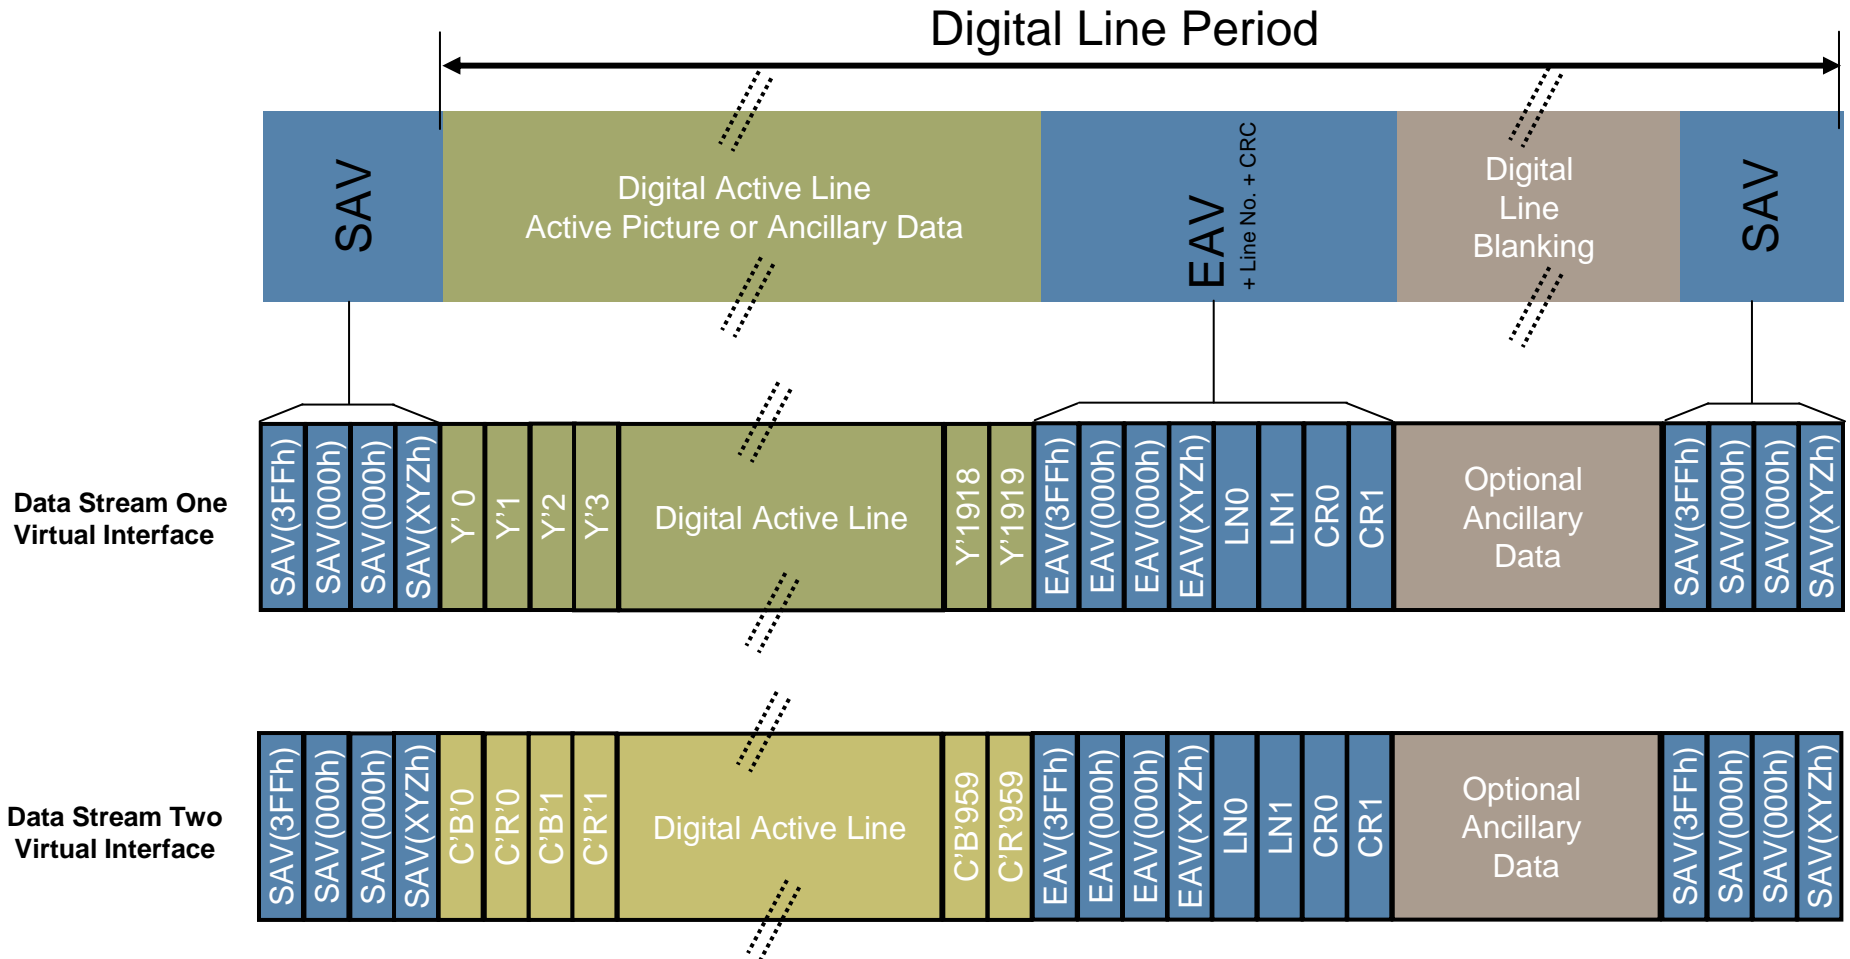 Digital Line Period
SAV
Digital Active Line
Active Picture or Ancillary Data
EAV
+ Line No. + CRC
Digital
Line
Blanking
SAV
Data Stream One
Virtual Interface
SAV(3FFh)
SAV(000h)
SAV(000h)
SAV(XYZh)
Y' 0
Y'1
Y'2
Y'3
Digital Active Line
Y'1918
Y'1919
EAV(3FFh)
EAV(000h)
EAV(000h)
EAV(XYZh)
LN0
LN1
CR0
CR1
Optional
Ancillary
Data
SAV(3FFh)
SAV(000h)
SAV(000h)
SAV(XYZh)
Data Stream Two
Virtual Interface
SAV(3FFh)
SAV(000h)
SAV(000h)
SAV(XYZh)
C'B'0
C'R'0
C'B'1
C'R'1
Digital Active Line
C'B'959
C'R'959
EAV(3FFh)
EAV(000h)
EAV(000h)
EAV(XYZh)
LN0
LN1
CR0
CR1
Optional
Ancillary
Data
SAV(3FFh)
SAV(000h)
SAV(000h)
SAV(XYZh)